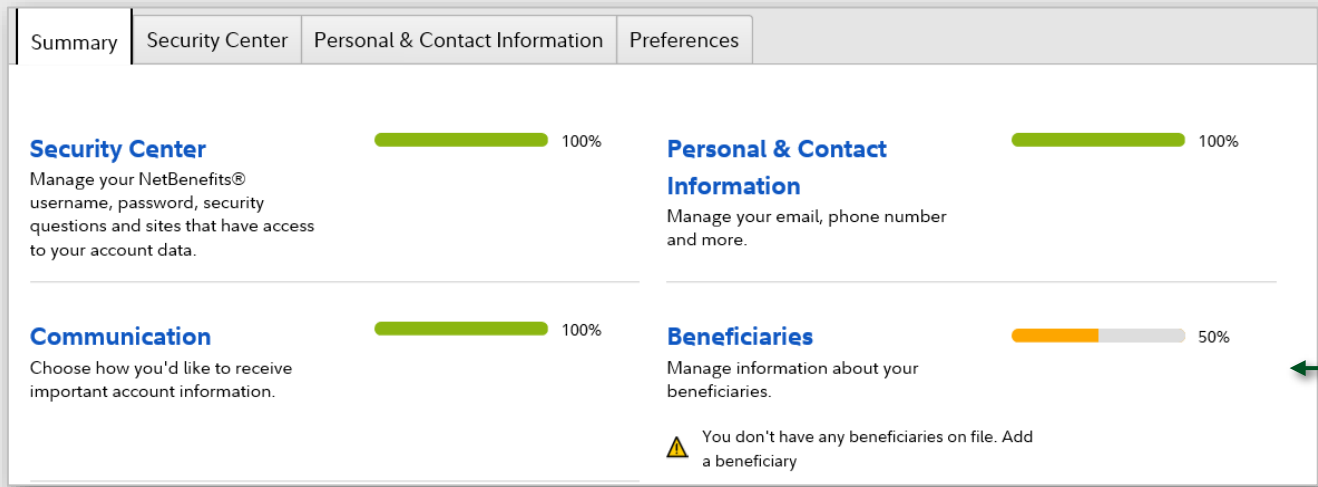 Summary
Security Center
Personal & Contact Information
Preferences
Security Center
100%
Manage your NetBenefits®
username, password, security
questions and sites that have access
to your account data.
Personal & Contact
Information
100%
Manage your email, phone number
and more.
Communication
100%
Choose how you'd like to receive
important account information.
Beneficiaries
50%
Manage information about your
beneficiaries.
You don't have any beneficiaries on file. Add
a beneficiary